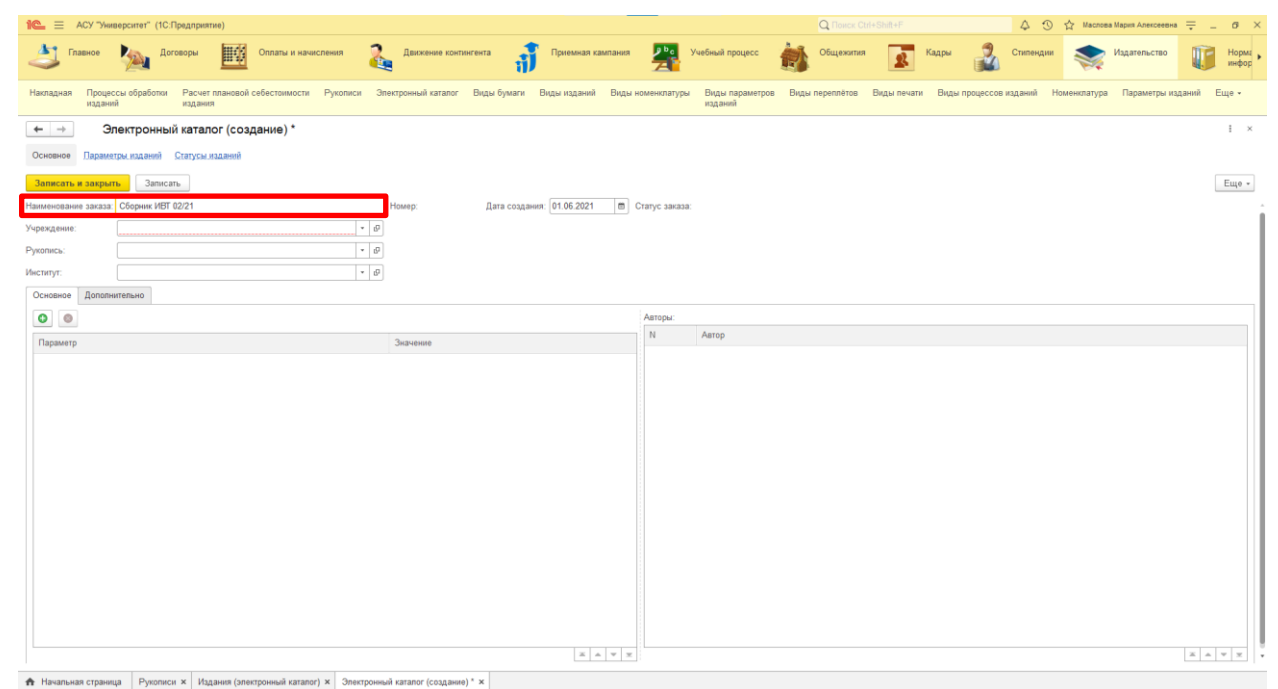 АСУ "Университет" (1С:Предприятие) Поиск Ctrl+Shift+F Маслова Мария Алексеевна
Главное Договоры Оплаты и начисления Движение контингента Приемная кампания Учебный процесс Общежития Кадры Стипендии Издательство Норма
инфор
Накладная Процессы обработки Расчет плановой себестоимости Рукописи Электронный каталог Виды бумаги Виды изданий Виды номенклатуры Виды параметров Виды переплётов Виды печати Виды процессов изданий Номенклатура Параметры изданий Еще
изданий издания изданий
Электронный каталог (создание) *
Основное Параметры изданий Статусы изданий
Записать и закрыть Записать Еще
Наименование заказа: Сборник ИВТ 02/21 Номер: Дата создания: 01.06.2021 Статус заказа:
Учреждение:
Рукопись:
Институт:
Основное Дополнительно
Авторы:
Параметр Значение N Автор
Начальная страница Рукописи × Издания (электронный каталог) × Электронный каталог (создание) * ×